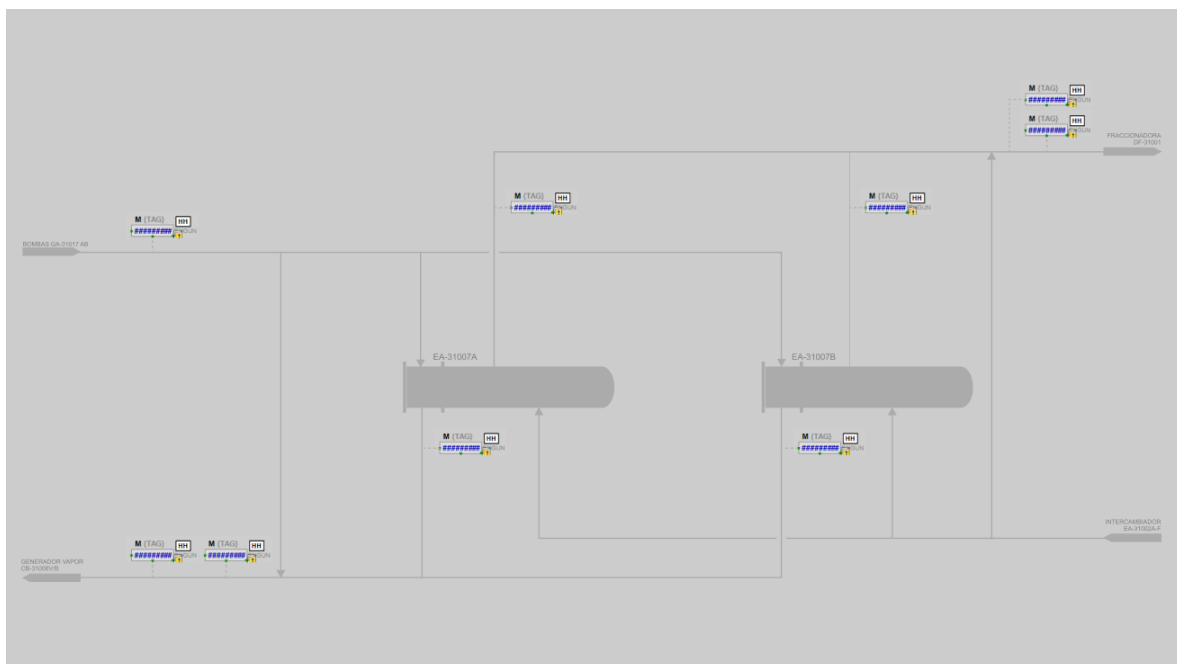 M {TAG} HH
#########
M {TAG} HH
#########
FRACCIONADORA
DF-31001
M {TAG} HH
#########
M {TAG} HH
#########
M {TAG} HH
#########
BOMBAS GA-31017 AB
EA-31007A
EA-31007B
M {TAG} HH
#########
M {TAG} HH
#########
INTERCAMBIADOR
EA-31002A-F
M {TAG} HH
#########
M {TAG} HH
#########
GENERADOR VAPOR